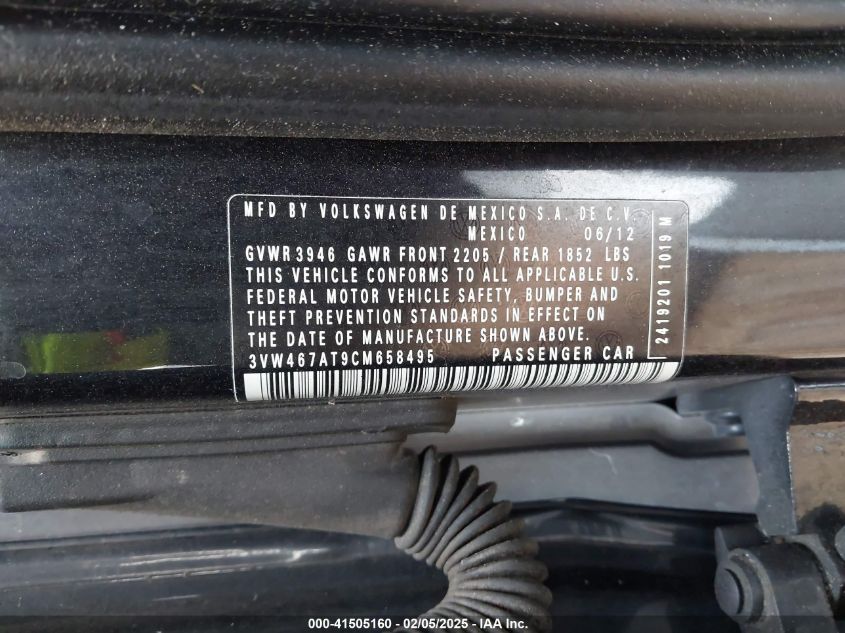 MFD BY VOLKSWAGEN DE MEXICO S.A. DE C.V.
MEXICO 06/12
GVWR 3946 GAWR FRONT 2205 / REAR 1852 LBS
THIS VEHICLE CONFORMS TO ALL APPLICABLE U.S.
FEDERAL MOTOR VEHICLE SAFETY, BUMPER AND
THEFT PREVENTION STANDARDS IN EFFECT ON
THE DATE OF MANUFACTURE SHOWN ABOVE.
3VW467AT9CM658495 PASSENGER CAR
2419201 1019 M
000-41505160 - 02/05/2025 - IAA Inc.